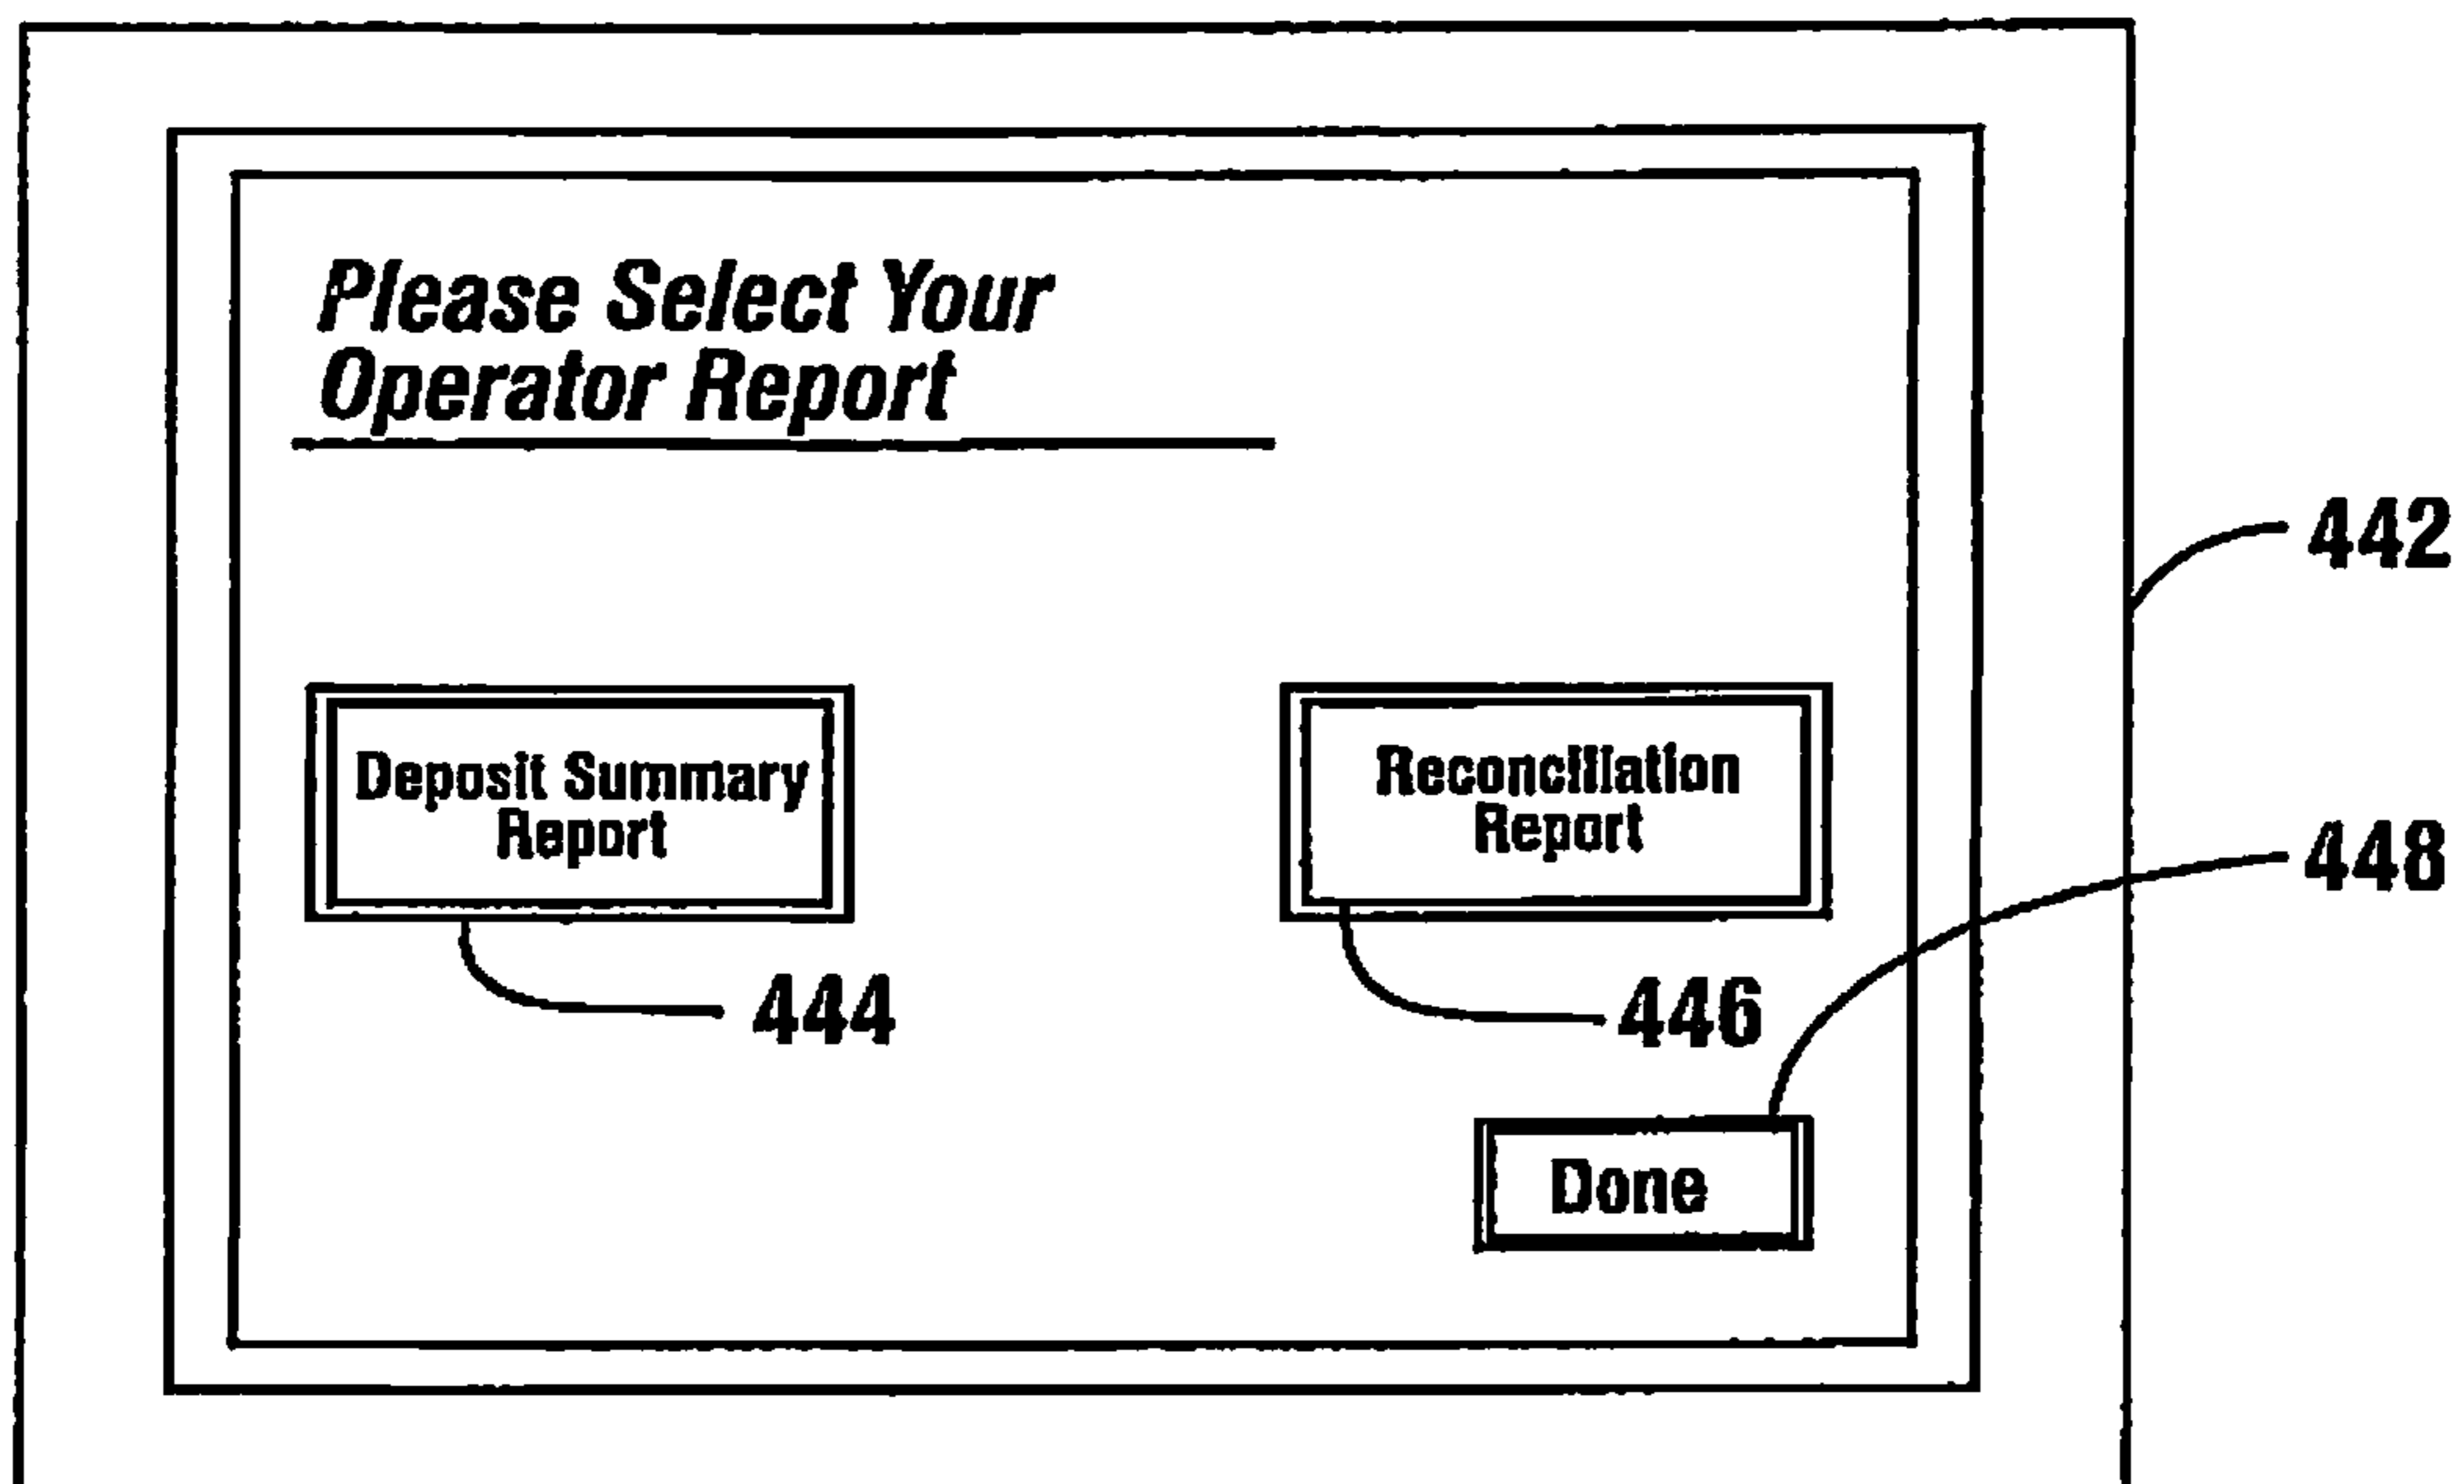 Please Select Your
Operator Report
442
Deposit Summary
Report
Reconciliation
Report
448
444
446
Done